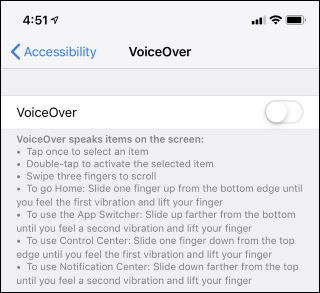 4:51
Accessibility VoiceOver
VoiceOver
VoiceOver speaks items on the screen:
• Tap once to select an item
• Double-tap to activate the selected item
• Swipe three fingers to scroll
• To go Home: Slide one finger up from the bottom edge until
you feel the first vibration and lift your finger
• To use the App Switcher: Slide up farther from the bottom
until you feel a second vibration and lift your finger
• To use Control Center: Slide one finger down from the top
edge until you feel the first vibration and lift your finger
• To use Notification Center: Slide down farther from the top
until you feel a second vibration and lift your finger